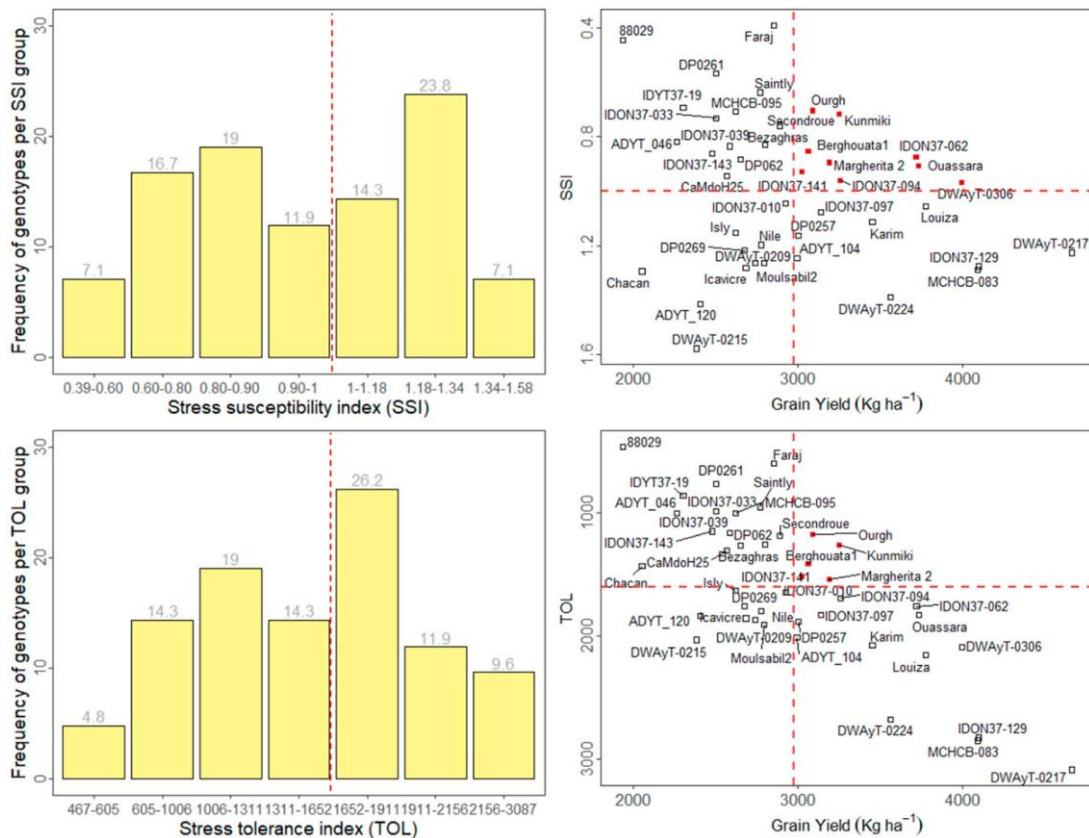 Frequency of genotypes per SSI group
0 10 20 30
7.1 16.7 19 11.9 14.3 23.8 7.1
0.39-0.60 0.60-0.80 0.80-0.90 0.90-1 1-1.18 1.18-1.34 1.34-1.58
Stress susceptibility index (SSI)
SSI
0.4 0.8 1.2 1.6
88029
Faraj
DP0261
Saintly
IDYT37-19
MCHCB-095
Ourgh
IDON37-033
Secondroue
Kunmiki
ADYT_046
IDON37-039
Bezaghras
Berghouata1
IDON37-062
IDON37-143
DP062
Margherita 2
Ouassara
CaMdoH25
IDON37-141
IDON37-094
DWAyT-0306
IDON37-010
IDON37-097
Louiza
Isly
Nile
DP0257
Karim
DP0269
DWAyT-0209
ADYT_104
DWAyT-0217
Chacan
Icavicre
Moulsabil2
IDON37-129
MCHCB-083
ADYT_120
DWAyT-0224
DWAyT-0215
2000 3000 4000
Grain Yield (Kg ha⁻¹)
Frequency of genotypes per TOL group
0 10 20 30
4.8 14.3 19 14.3 26.2 11.9 9.6
467-605 605-1006 1006-1311 1311-1652 1652-1911 1911-2156 2156-3087
Stress tolerance index (TOL)
TOL
1000 2000 3000
88029
Faraj
DP0261
IDYT37-19
Saintly
ADYT_046
IDON37-033
MCHCB-095
IDON37-039
Secondroue
IDON37-143
DP062
Ourgh
CaMdoH25
Bezaghras
Berghouata1
Kunmiki
Chacan
IDON37-141
Margherita 2
Isly
IDON37-010
IDON37-094
DP0269
IDON37-062
ADYT_120
Icavicre
Nile
IDON37-097
Ouassara
DWAyT-0209
DP0257
Karim
DWAyT-0306
DWAyT-0215
Moulsabil2
ADYT_104
Louiza
DWAyT-0224
IDON37-129
MCHCB-083
DWAyT-0217
2000 3000 4000
Grain Yield (Kg ha⁻¹)